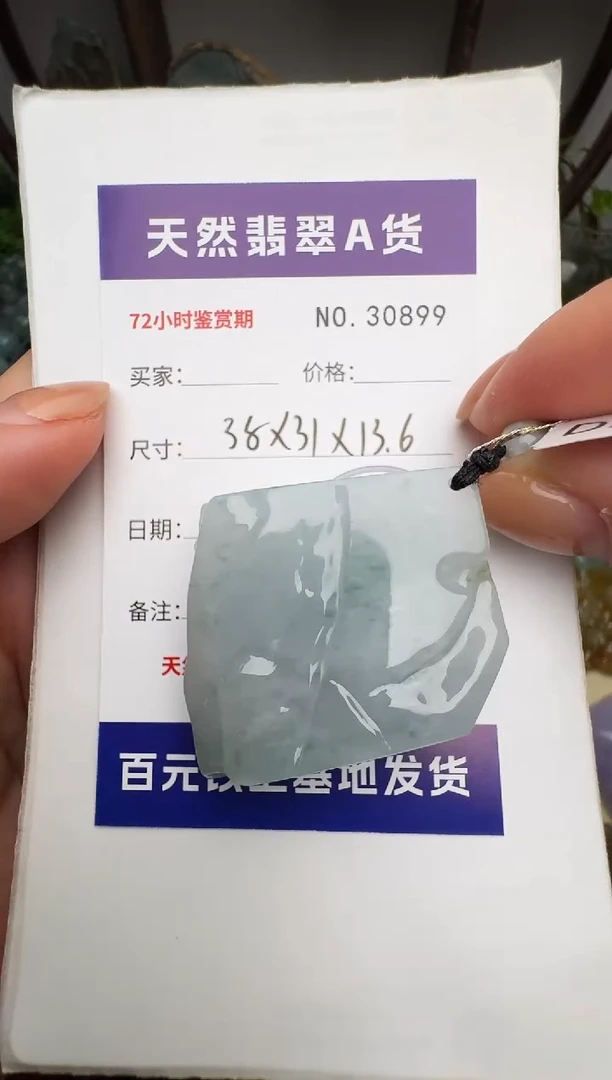 天然翡翠A货
72小时鉴赏期 NO.30899
买家: 价格:
尺寸: 38X31X13.6
日期:
备注:
天
百元 基地发货
D